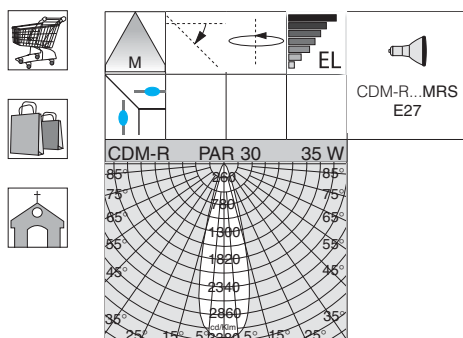 M
EL
CDM-R...MRS
E27
CDM-R PAR 30 35 W
85° 260 85°
75° 780 75°
65° 1300 65°
55° 1820 55°
45° 2340 45°
35° 2860 35°
cd/Klm
25° 15° 5° 3380 5° 15° 25°